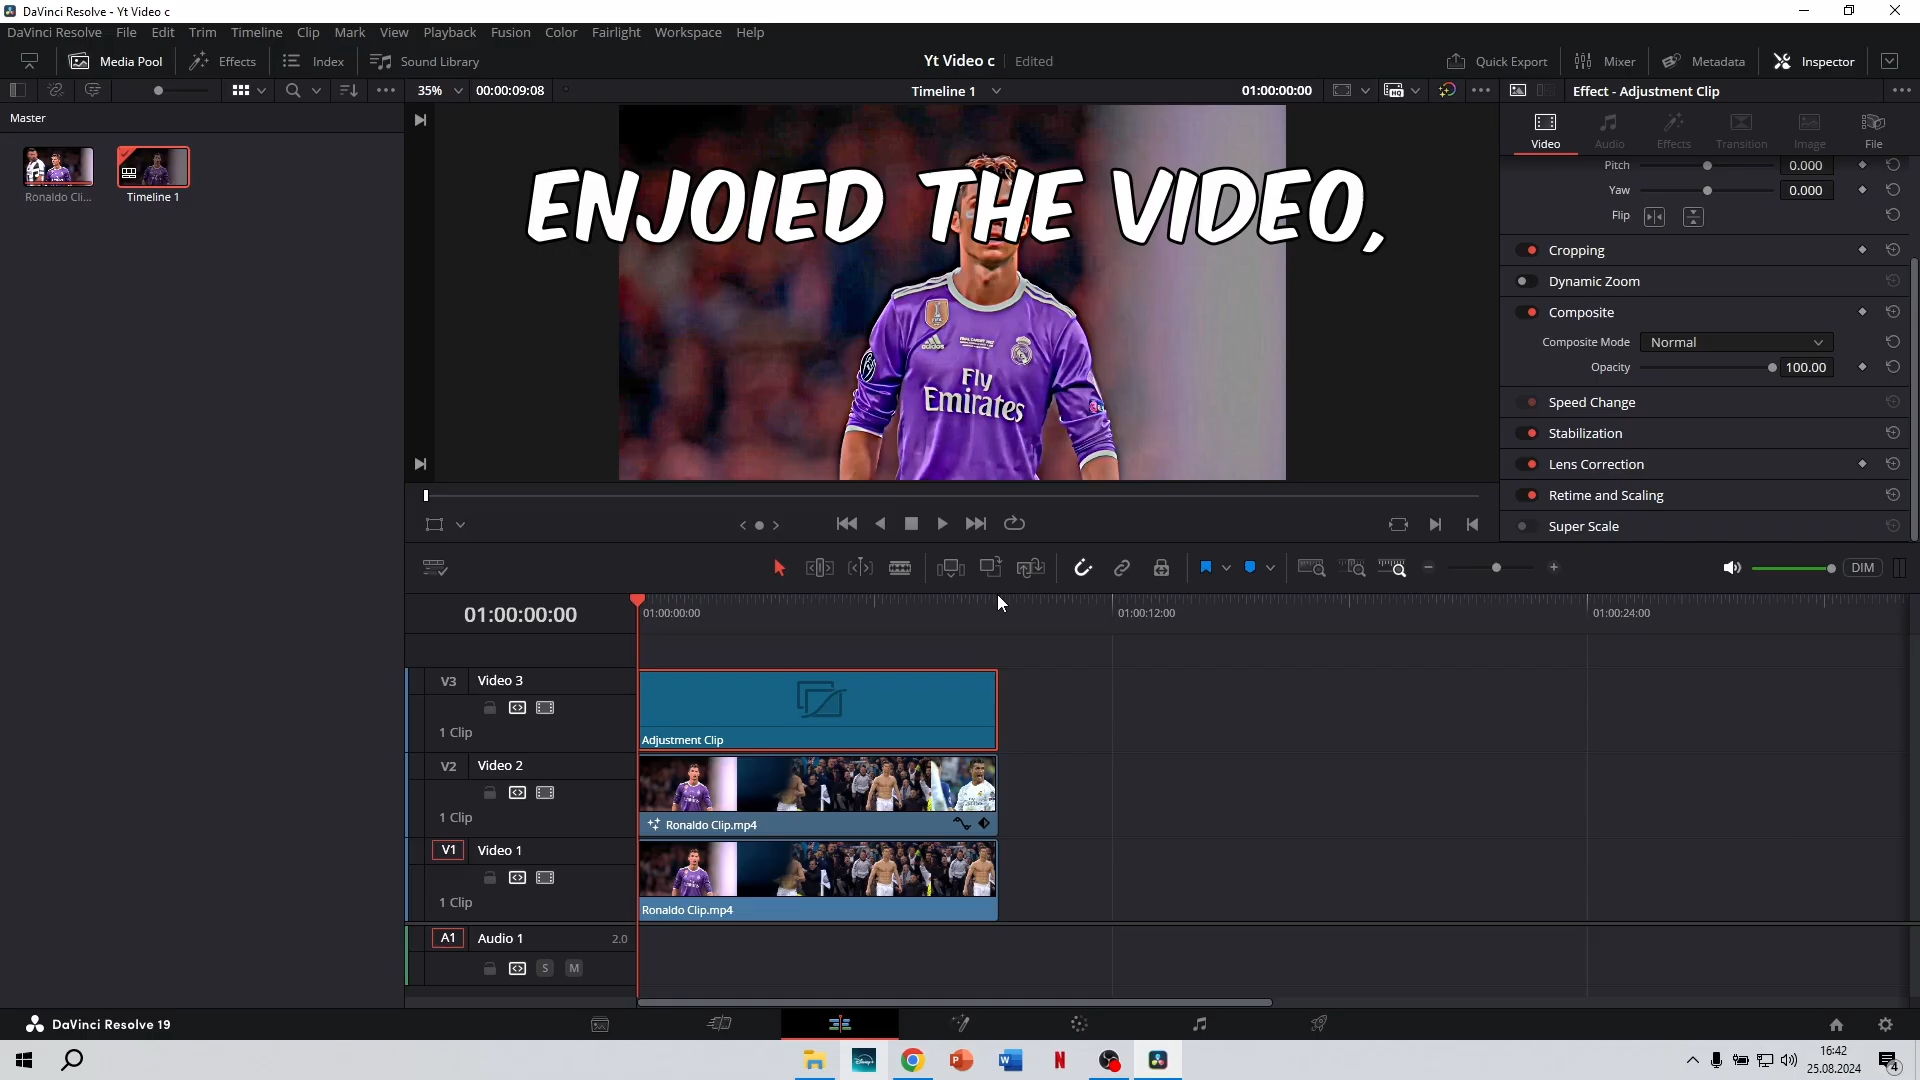 DaVinci Resolve - Yt Video c
DaVinci Resolve File Edit Trim Timeline Clip Mark View Playback Fusion Color Fairlight Workspace Help
Media Pool Effects Index Sound Library Yt Video c Edited Quick Export Mixer Metadata Inspector
35% 00:00:09:08 Timeline 1 01:00:00:00 Effect - Adjustment Clip
Master
Ronaldo Cli... Timeline 1
ENJOIED THE VIDEO,
adidas
Fly
Emirates
Video Audio Effects Transition Image File
Pitch 0.000
Yaw 0.000
Flip
Cropping
Dynamic Zoom
Composite
Composite Mode Normal
Opacity 100.00
Speed Change
Stabilization
Lens Correction
Retime and Scaling
Super Scale
DIM
01:00:00:00 01:00:00:00 01:00:12:00 01:00:24:00
V3 Video 3
1 Clip
Adjustment Clip
V2 Video 2
1 Clip
Ronaldo Clip.mp4
V1 Video 1
1 Clip
Ronaldo Clip.mp4
A1 Audio 1 2.0
S M
DaVinci Resolve 19
16:42
25.08.2024
4